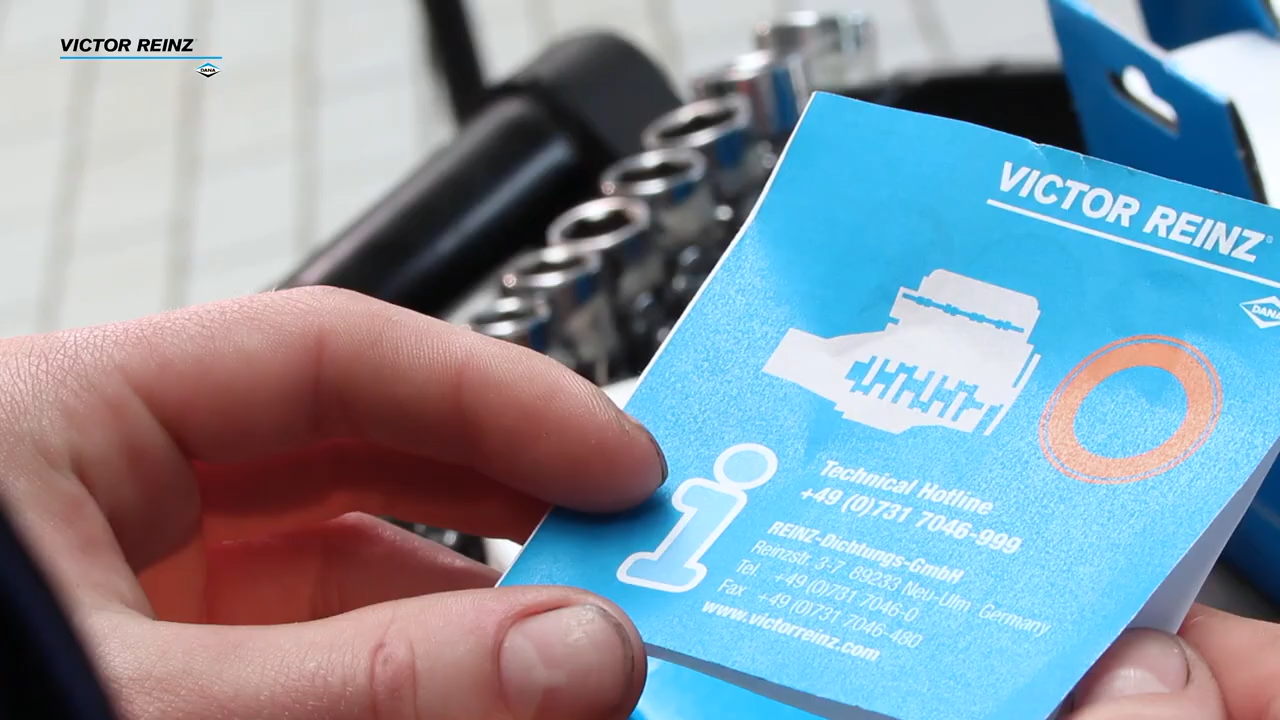 VICTOR REINZ
DANA
VICTOR REINZ®
DANA
Technical Hotline
+49 (0)731 7046-999
REINZ-Dichtungs-GmbH
Reinzstr. 3-7 89233 Neu-Ulm Germany
Tel. +49 (0)731 7046-0
Fax +49 (0)731 7046-480
www.victorreinz.com